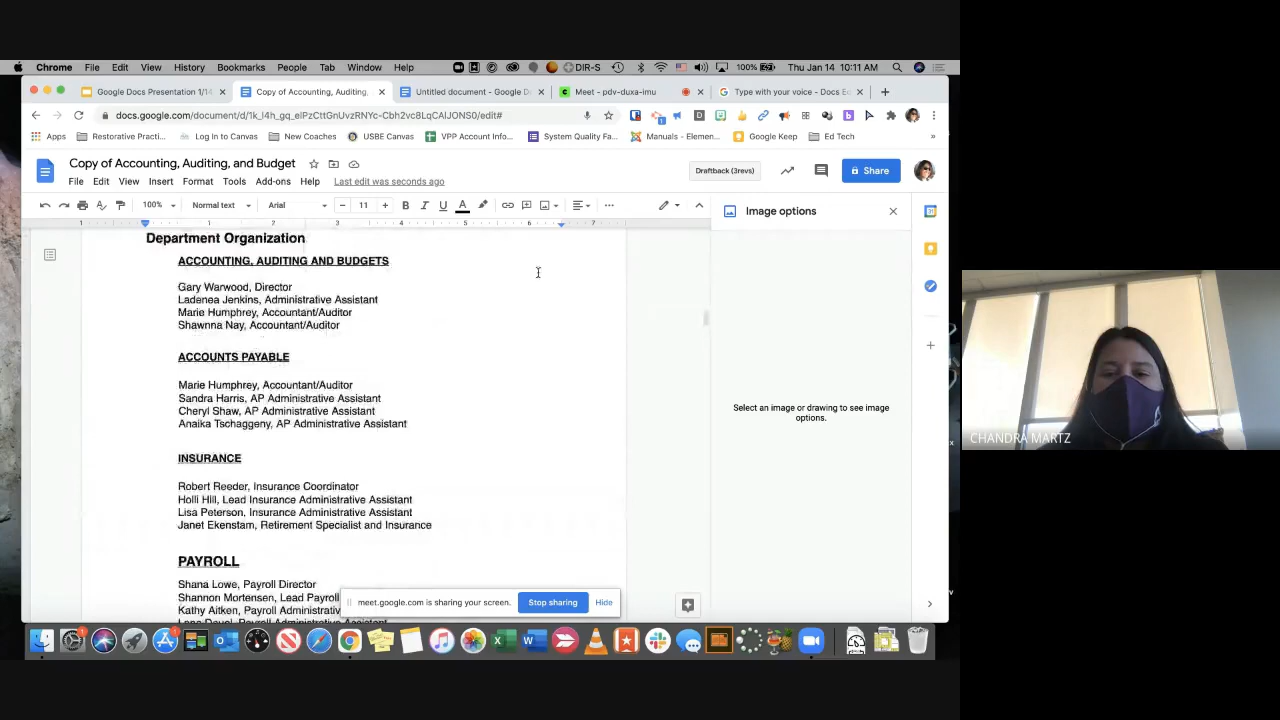 Chrome File Edit View History Bookmarks People Tab Window Help DIR-S 100% Thu Jan 14 10:11 AM
Google Docs Presentation 1/14 Copy of Accounting, Auditing, Untitled document - Google D Meet - pdv-duxa-imu Type with your voice - Docs Ed
docs.google.com/document/d/
Apps Restorative Practi... Log In to Canvas New Coaches USBE Canvas VPP Account Info... System Quality Fa... Manuals - Elemen... Google Keep Ed Tech
Copy of Accounting, Auditing, and Budget
Draftback (3revs)
Share
File Edit View Insert Format Tools Add-ons Help Last edit was seconds ago
100% Normal text Arial 11 B I U A
1 1 2 3 4 5 6 7
Image options
Department Organization
ACCOUNTING, AUDITING AND BUDGETS
Gary Warwood, Director
Ladenea Jenkins, Administrative Assistant
Marie Humphrey, Accountant/Auditor
Shawnna Nay, Accountant/Auditor
ACCOUNTS PAYABLE
Marie Humphrey, Accountant/Auditor
Sandra Harris, AP Administrative Assistant
Cheryl Shaw, AP Administrative Assistant
Anaika Tschaggeny, AP Administrative Assistant
INSURANCE
Robert Reeder, Insurance Coordinator
Holli Hill, Lead Insurance Administrative Assistant
Lisa Peterson, Insurance Administrative Assistant
Janet Ekenstam, Retirement Specialist and Insurance
PAYROLL
Shana Lowe, Payroll Director
Shannon Mortensen, Lead Payroll
Kathy Aitken, Payroll Administrativ
Select an image or drawing to see image
options.
meet.google.com is sharing your screen. Stop sharing Hide
CHANDRA MARTZ